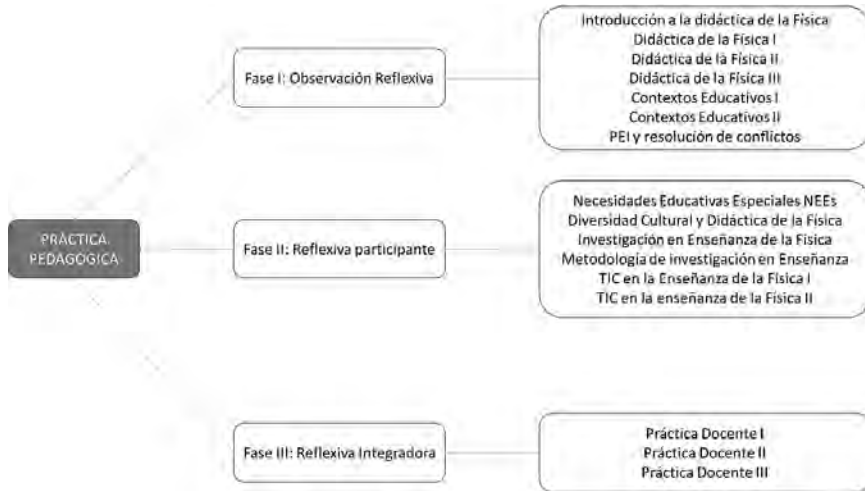 PRÁCTICA
PEDAGÓGICA
Fase I: Observación Reflexiva
Introducción a la didáctica de la Física
Didáctica de la Física I
Didáctica de la Física II
Didáctica de la Física III
Contextos Educativos I
Contextos Educativos II
PEI y resolución de conflictos
Fase II: Reflexiva participante
Necesidades Educativas Especiales NEEs
Diversidad Cultural y Didáctica de la Física
Investigación en Enseñanza de la Física
Metodología de investigación en Enseñanza
TIC en la Enseñanza de la Física I
TIC en la enseñanza de la Física II
Fase III: Reflexiva Integradora
Práctica Docente I
Práctica Docente II
Práctica Docente III